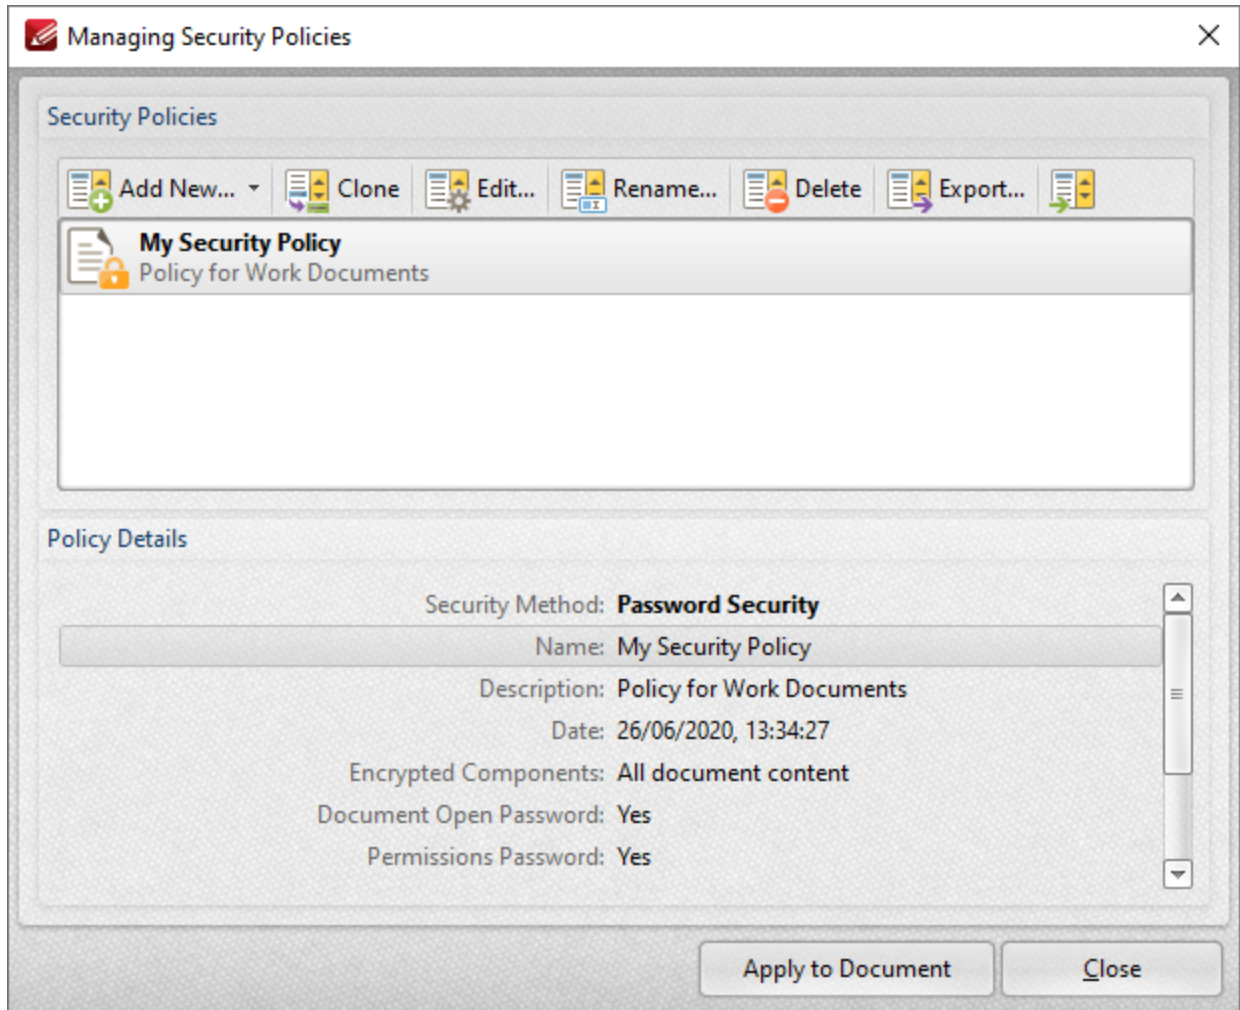 Managing Security Policies
Security Policies
Add New... Clone Edit... Rename... Delete Export...
My Security Policy
Policy for Work Documents
Policy Details
Security Method: Password Security
Name: My Security Policy
Description: Policy for Work Documents
Date: 26/06/2020, 13:34:27
Encrypted Components: All document content
Document Open Password: Yes
Permissions Password: Yes
Apply to Document Close